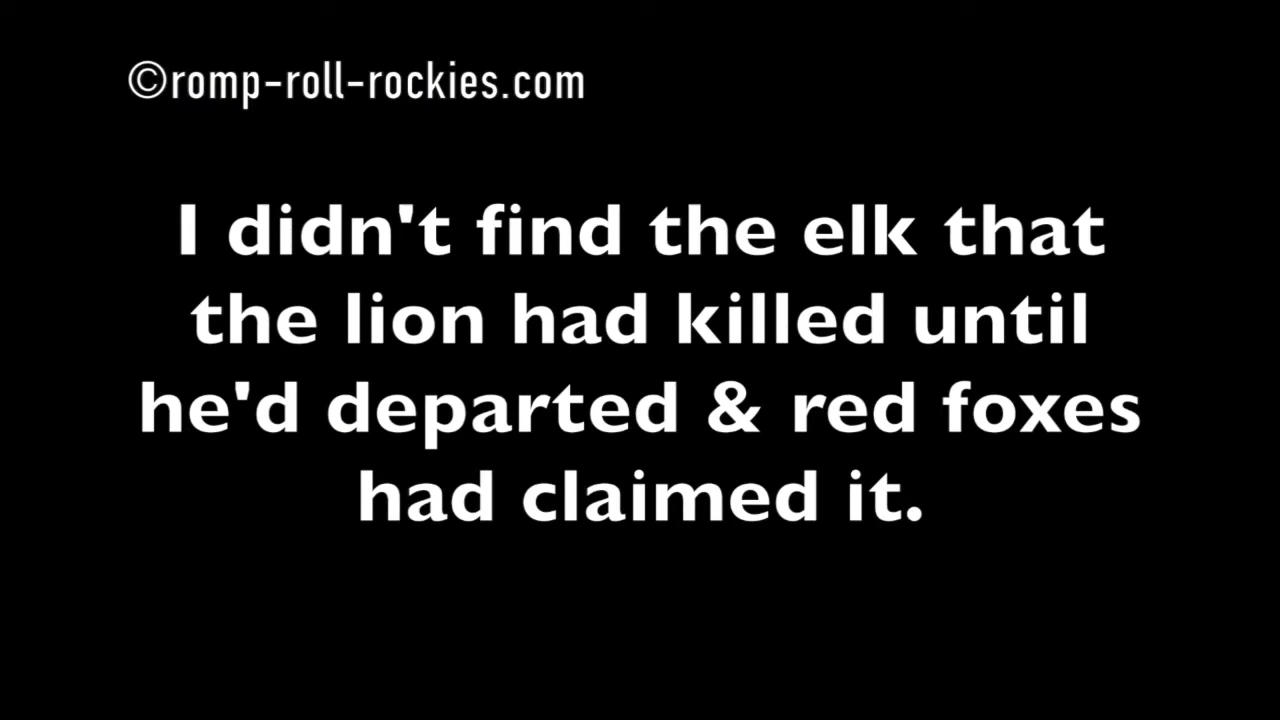 ©romp-roll-rockies.com
I didn't find the elk that
the lion had killed until
he'd departed & red foxes
had claimed it.